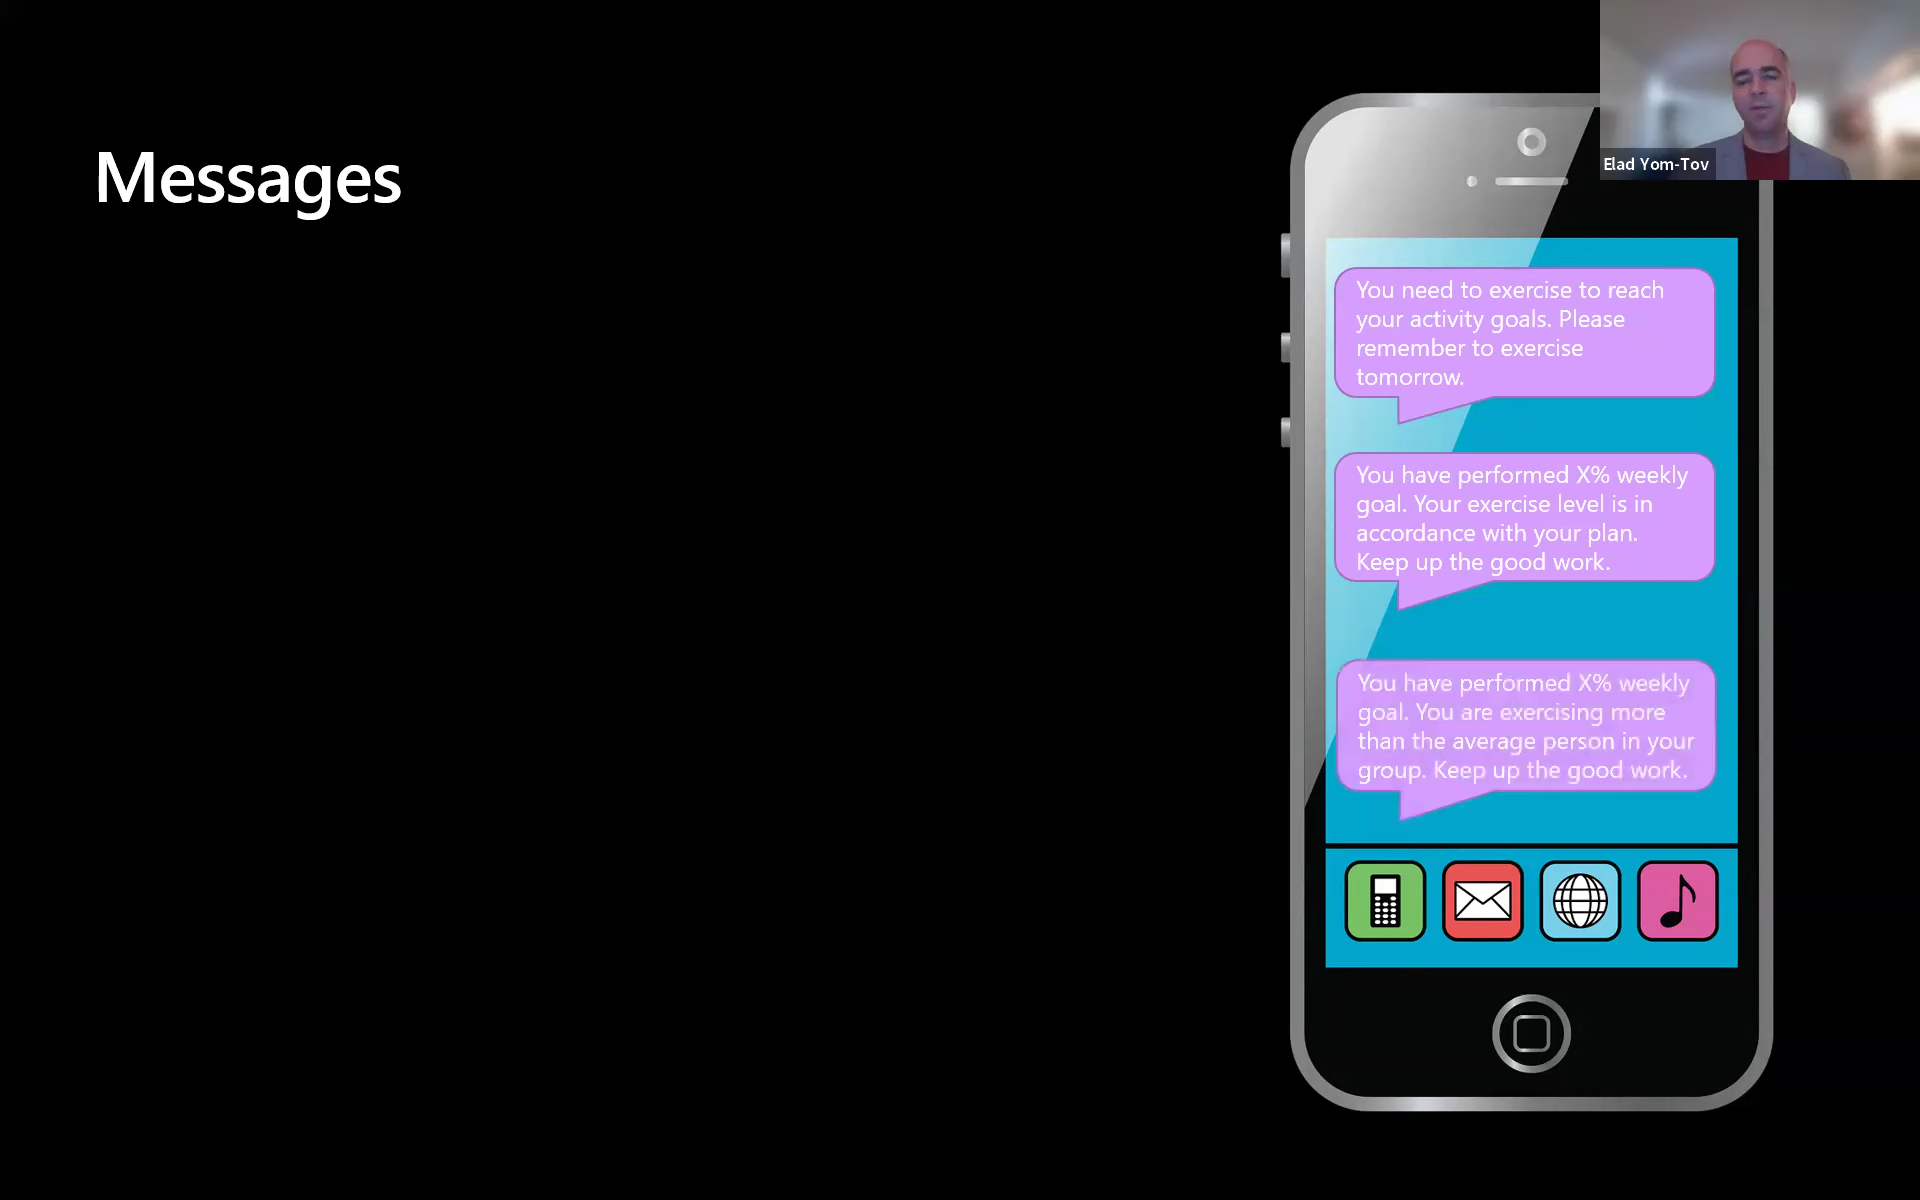 Messages
Elad Yom-Tov
You need to exercise to reach
your activity goals. Please
remember to exercise
tomorrow.
You have performed X% weekly
goal. Your exercise level is in
accordance with your plan.
Keep up the good work.
You have performed X% weekly
goal. You are exercising more
than the average person in your
group. Keep up the good work.